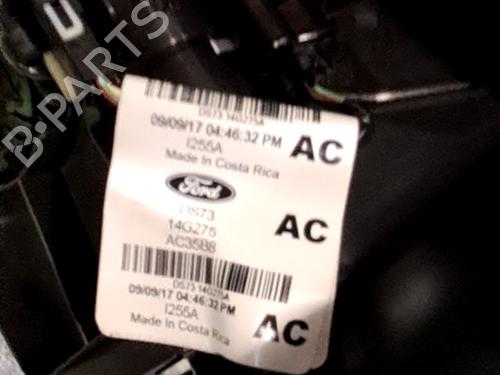 DS73 14G275A
09/09/17 04:46:32 PM AC
I255A
Made In Costa Rica
Ford
DS73
14G275 AC
AC35B8
DS73 14G275A
09/09/17 04:46:32 PM
I255A AC
Made In Costa Rica
B-PARTS